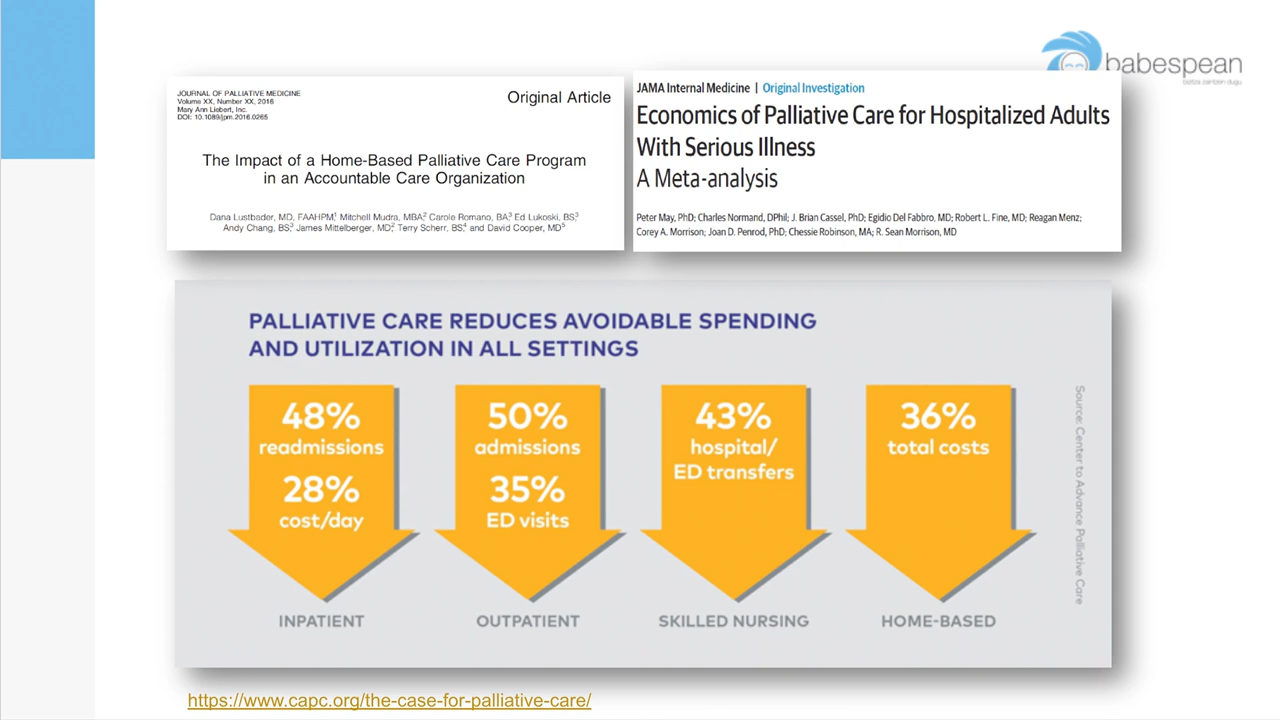 babespean
JOURNAL OF PALLIATIVE MEDICINE
Volume XX, Number XX, 2016
Mary Ann Liebert, Inc.
DOI: 10.1089/jpm.2016.0265
Original Article
The Impact of a Home-Based Palliative Care Program
in an Accountable Care Organization
Dana Lustbader, MD, FAAHPM,1 Mitchell Mudra, MBA,2 Carole Romano, BA,3 Ed Lukoski, BS,3
Andy Chang, BS,3 James Mittelberger, MD,2 Terry Scherr, BS,4 and David Cooper, MD5
JAMA Internal Medicine | Original Investigation
Economics of Palliative Care for Hospitalized Adults
With Serious Illness
A Meta-analysis
Peter May, PhD; Charles Normand, DPhil; J. Brian Cassel, PhD; Egidio Del Fabbro, MD; Robert L. Fine, MD; Reagan Menz;
Corey A. Morrison; Joan D. Penrod, PhD; Chessie Robinson, MA; R. Sean Morrison, MD
PALLIATIVE CARE REDUCES AVOIDABLE SPENDING
AND UTILIZATION IN ALL SETTINGS
48%
readmissions
28%
cost/day
INPATIENT
50%
admissions
35%
ED visits
OUTPATIENT
43%
hospital/
ED transfers
SKILLED NURSING
36%
total costs
HOME-BASED
Source: Center to Advance Palliative Care
https://www.capc.org/the-case-for-palliative-care/